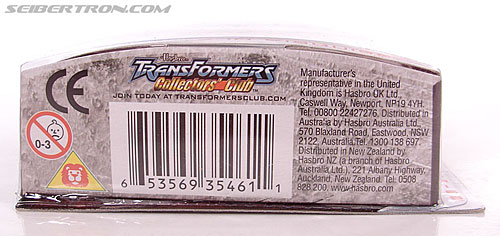 SEIBERTRON.COM
CE
0-3
Hasbro
TRANSFORMERS
Collectors' Club
JOIN TODAY AT TRANSFORMERSCLUB.COM
6 53569 35461 1
Manufacturer's
representative in the United
Kingdom is Hasbro UK Ltd.,
Caswell Way, Newport, NP19 4YH.
Tel. 00800 22427276. Distributed in
Australia by Hasbro Australia Ltd.,
570 Blaxland Road, Eastwood, NSW
2122, Australia.Tel. 1300 138 697.
Distributed in New Zealand by
Hasbro NZ (a branch of Hasbro
Australia Ltd.), 221 Albany Highway,
Auckland. New Zealand. Tel. 0508
828 200. www.hasbro.com